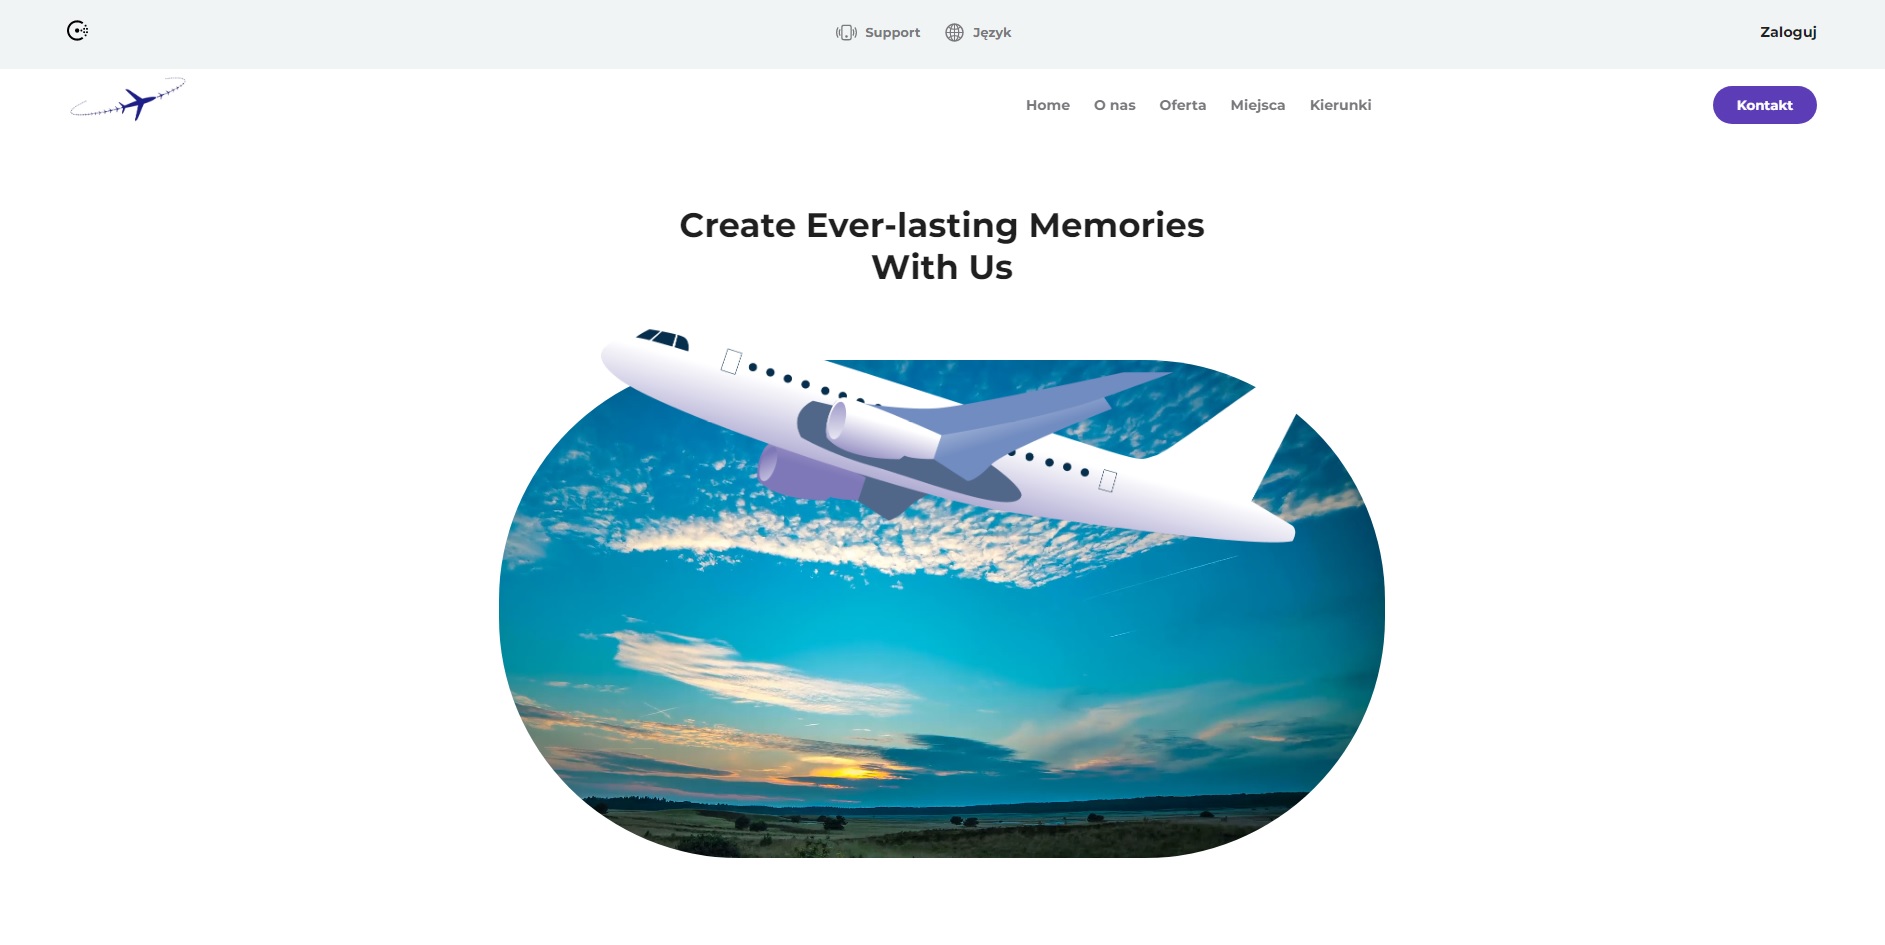 Support
Język
Zaloguj
Home
O nas
Oferta
Miejsca
Kierunki
Kontakt
Create Ever-lasting Memories
With Us